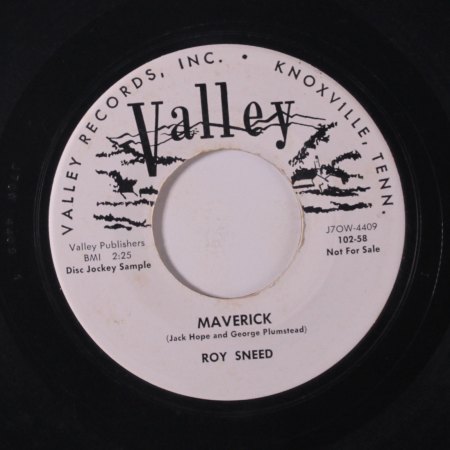 VALLEY RECORDS, INC. • KNOXVILLE, TENN.
Valley
Valley Publishers
BMI 2:25
Disc Jockey Sample
J7OW-4409
102-58
Not For Sale
MAVERICK
(Jack Hope and George Plumstead)
ROY SNEED